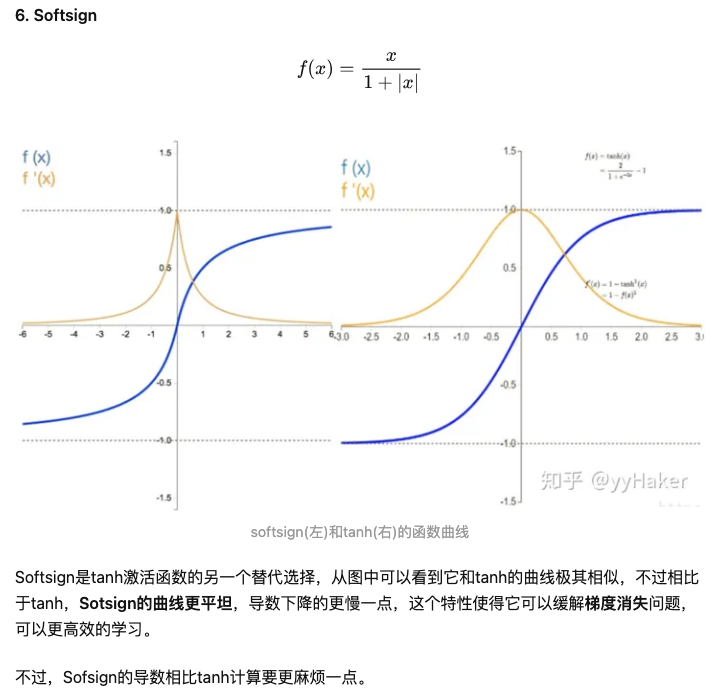 6. Softsign
f(x) = x / (1 + |x|)
f (x)
f '(x)
1.5
1.0
0.5
-0.5
-1.0
-1.5
-6 -5 -4 -3 -2 -1 1 2 3 4 5 6
f (x)
f '(x)
1.5
1.0
0.5
-0.5
-1.0
-1.5
-3.0 -2.5 -2.0 -1.5 -1.0 -0.5 0.5 1.0 1.5 2.0 2.5 3.
f(x) = tanh(x)
= 2 / (1 + e^-2x) - 1
f'(x) = 1 - tanh²(x)
= 1 - f(x)²
知乎 @yyHaker
softsign(左)和tanh(右)的函数曲线
Softsign是tanh激活函数的另一个替代选择，从图中可以看到它和tanh的曲线极其相似，不过相比
于tanh，Sotsign的曲线更平坦，导数下降的更慢一点，这个特性使得它可以缓解梯度消失问题，
可以更高效的学习。
不过，Sofsign的导数相比tanh计算要更麻烦一点。